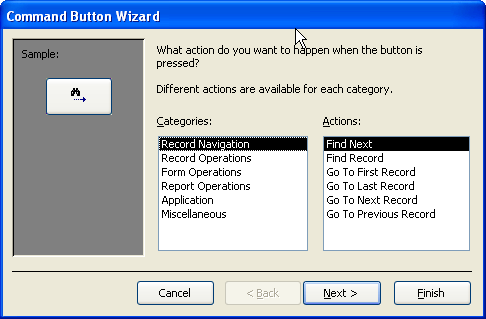 Command Button Wizard
Sample:
What action do you want to happen when the button is
pressed?
Different actions are available for each category.
Categories:
Actions:
Record Navigation
Record Operations
Form Operations
Report Operations
Application
Miscellaneous
Find Next
Find Record
Go To First Record
Go To Last Record
Go To Next Record
Go To Previous Record
Cancel
< Back
Next >
Finish